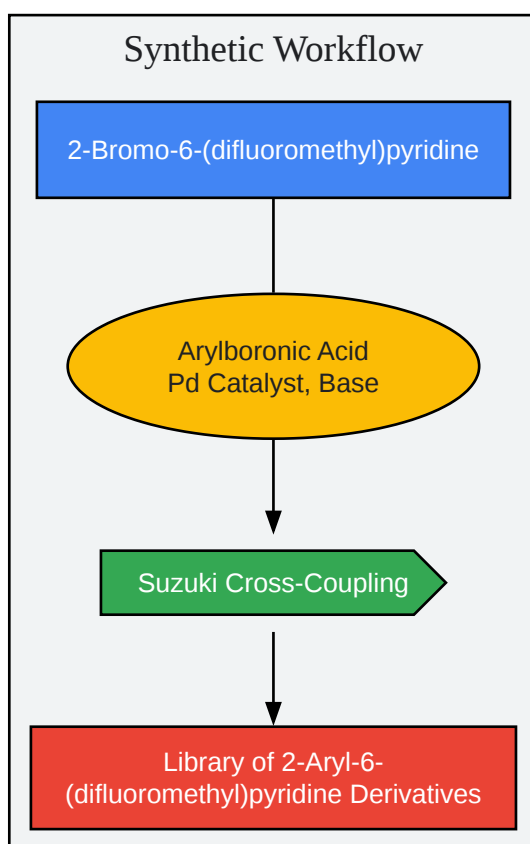 Synthetic Workflow
2-Bromo-6-(difluoromethyl)pyridine
Arylboronic Acid
Pd Catalyst, Base
Suzuki Cross-Coupling
Library of 2-Aryl-6-
(difluoromethyl)pyridine Derivatives